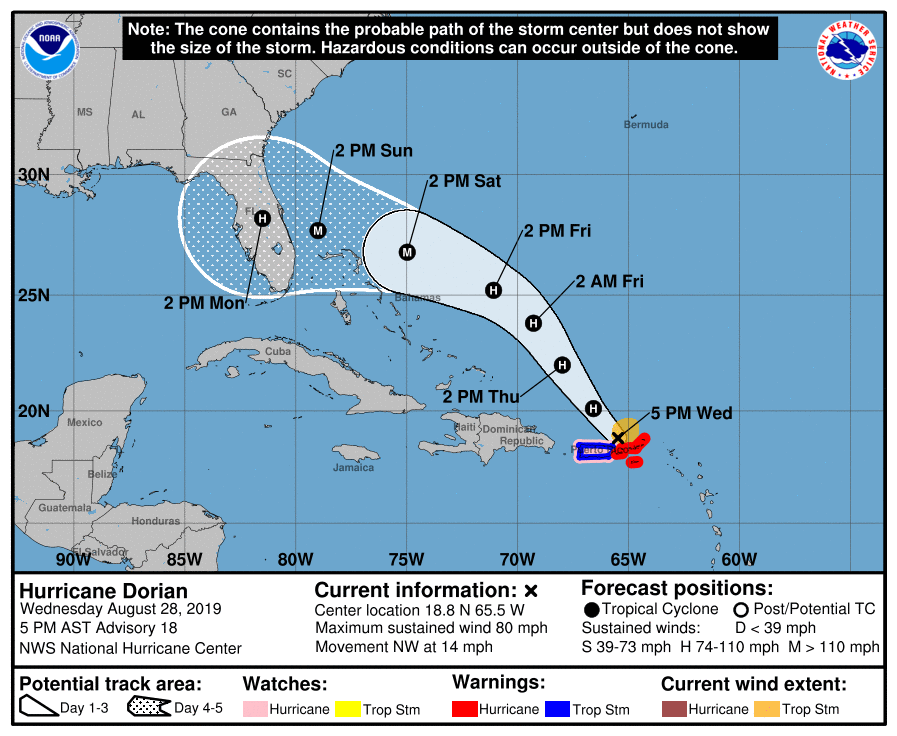 Note: The cone contains the probable path of the storm center but does not show
the size of the storm. Hazardous conditions can occur outside of the cone.
NOAA
NATIONAL WEATHER SERVICE
SC
MS
AL
GA
Bermuda
2 PM Sun
30N
2 PM Sat
FL
H
M
M
2 PM Fri
2 PM Mon
H
2 AM Fri
25N
Bahamas
H
Cuba
H
2 PM Thu
H
5 PM Wed
20N
Mexico
Haiti
Dominican
Republic
Puerto
Jamaica
Belize
Guatemala
Honduras
El Salvador
90W
85W
80W
75W
70W
65W
60W
Hurricane Dorian
Wednesday August 28, 2019
5 PM AST Advisory 18
NWS National Hurricane Center
Current information: ×
Center location 18.8 N 65.5 W
Maximum sustained wind 80 mph
Movement NW at 14 mph
Forecast positions:
Tropical Cyclone
Post/Potential TC
Sustained winds: D < 39 mph
S 39-73 mph H 74-110 mph M > 110 mph
Potential track area:
Day 1-3
Day 4-5
Watches:
Hurricane
Trop Stm
Warnings:
Hurricane
Trop Stm
Current wind extent:
Hurricane
Trop Stm